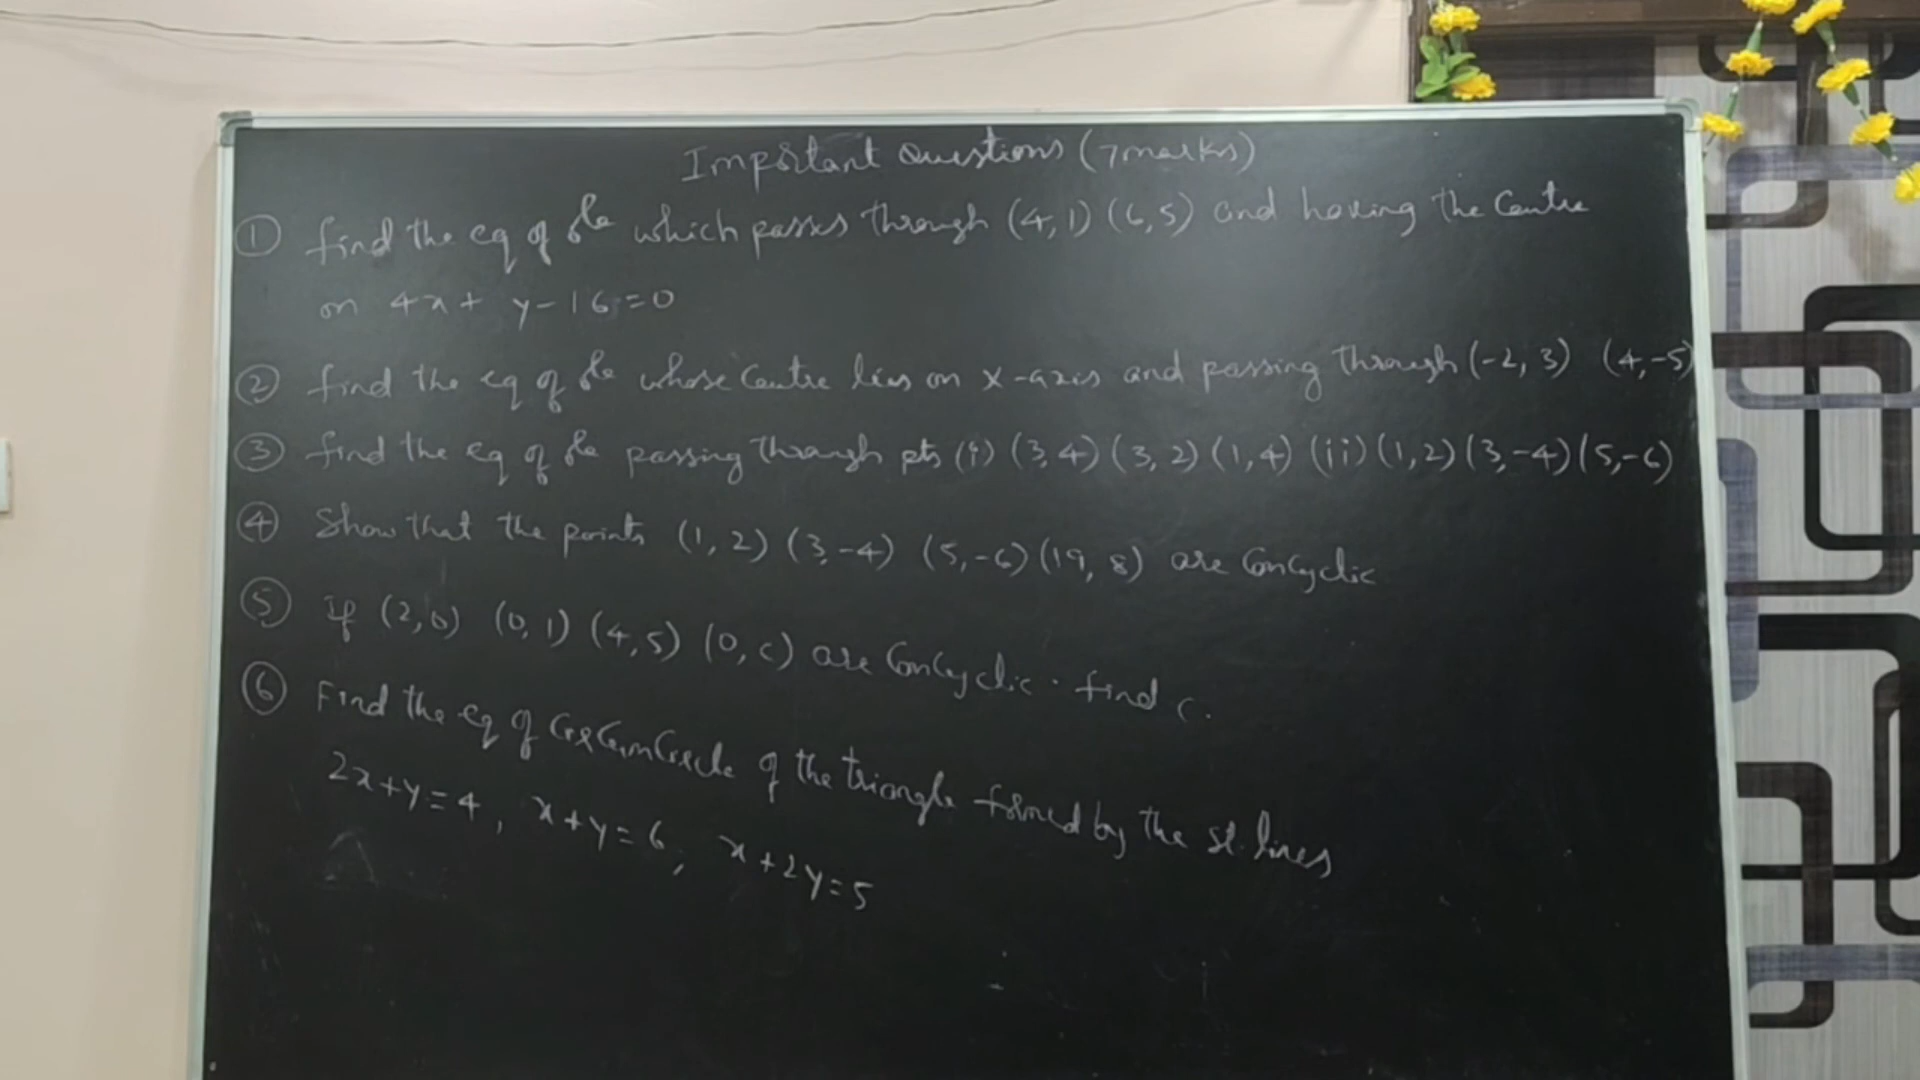 Important Questions (7 marks)
① find the eq of ⊙le which passes through (4,1) (6,5) and having the Centre
on 4x+ y-16=0
② find the eq of ⊙le whose Centre lies on x-axis and passing through (-2, 3) (4,-5)
③ find the eq of ⊙le passing through pts (i) (3,4) (3, 2) (1,4) (ii) (1,2) (3,-4) (5,-6)
④ Show that the points (1, 2) (3,-4) (5,-6) (19, 8) are Concyclic
⑤ if (2,0) (0,1) (4,5) (0,c) are Concyclic. find c.
⑥ Find the eq of CirCumCircle of the triangle formed by the st. lines
2x+y=4, x+y=6, x+2y=5